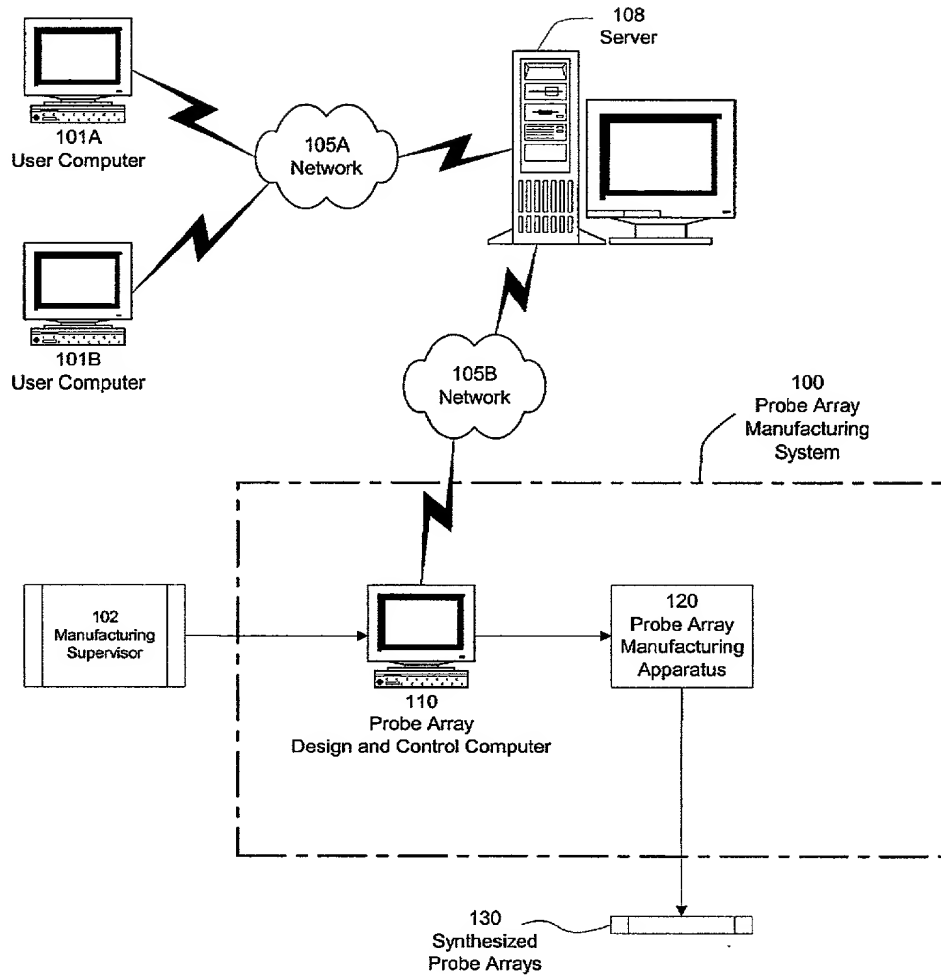 108
Server
101A
User Computer
105A
Network
101B
User Computer
105B
Network
100
Probe Array
Manufacturing
System
102
Manufacturing
Supervisor
120
Probe Array
Manufacturing
Apparatus
110
Probe Array
Design and Control Computer
130
Synthesized
Probe Arrays